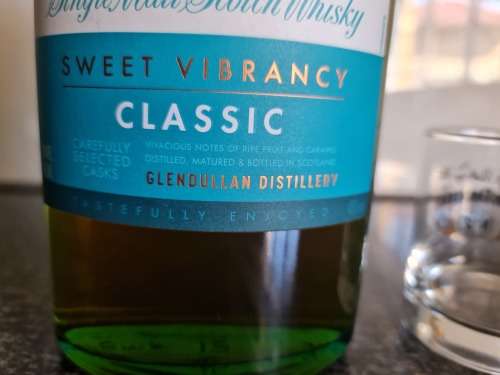 Single Malt Scotch Whisky
SWEET VIBRANCY
CLASSIC
CAREFULLY
SELECTED
CASKS
VIVACIOUS NOTES OF RIPE FRUIT AND CARAMEL
DISTILLED, MATURED & BOTTLED IN SCOTLAND
GLENDULLAN DISTILLERY
TASTEFULLY ENJOYED